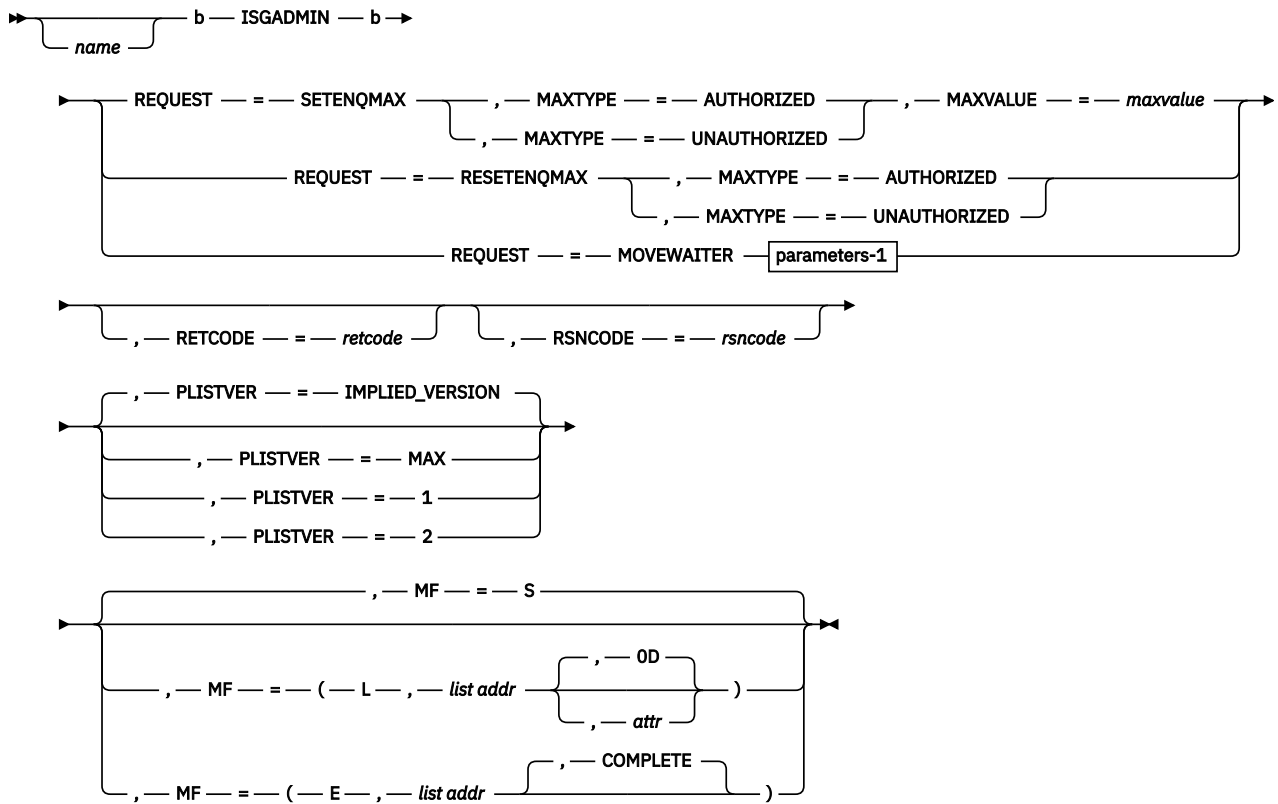 b ISGADMIN b
name
REQUEST = SETENQMAX , MAXTYPE = AUTHORIZED , MAXVALUE = maxvalue
, MAXTYPE = UNAUTHORIZED
REQUEST = RESETENQMAX , MAXTYPE = AUTHORIZED
, MAXTYPE = UNAUTHORIZED
REQUEST = MOVEWAITER parameters-1
, RETCODE = retcode , RSNCODE = rsncode
, PLISTVER = IMPLIED_VERSION
, PLISTVER = MAX
, PLISTVER = 1
, PLISTVER = 2
, MF = S
, 0D
, MF = ( L , list addr )
, attr
, COMPLETE
, MF = ( E , list addr )